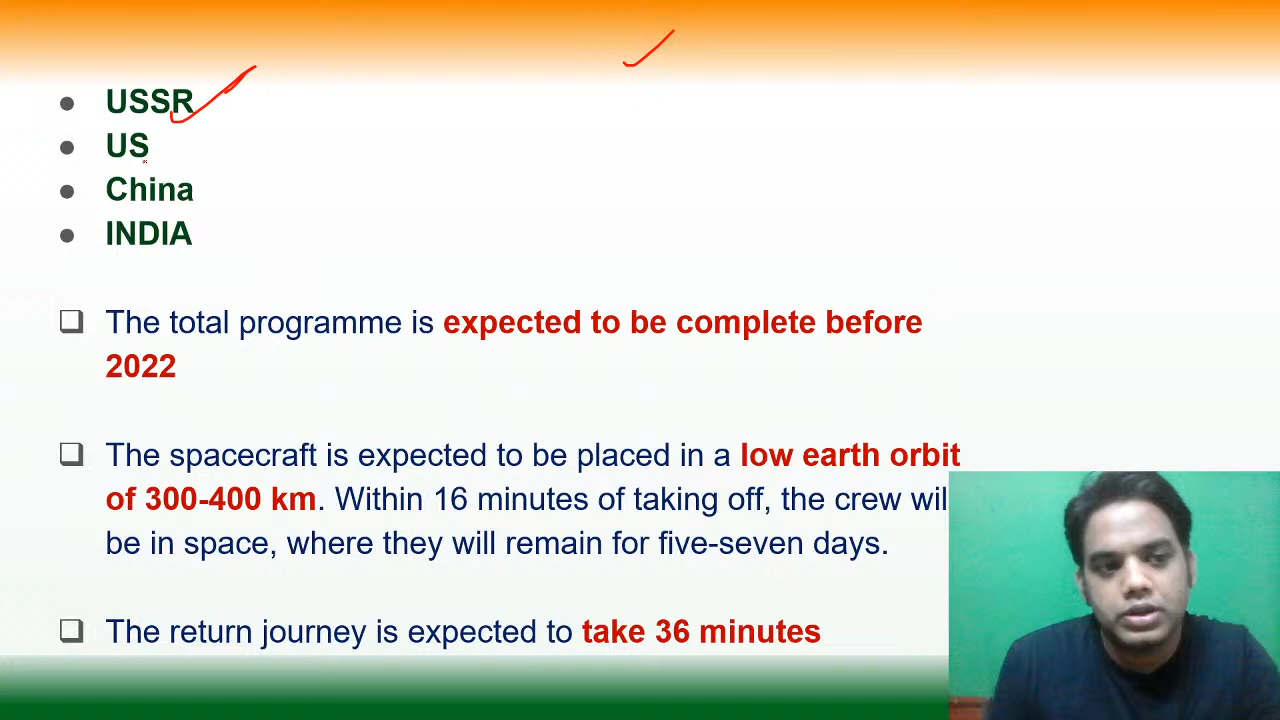 USSR
US
China
INDIA
The total programme is expected to be complete before
2022
The spacecraft is expected to be placed in a low earth orbit
of 300-400 km. Within 16 minutes of taking off, the crew wil
be in space, where they will remain for five-seven days.
The return journey is expected to take 36 minutes